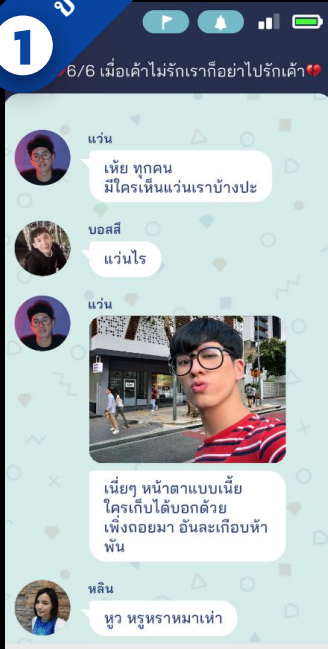 1
6/6 เมื่อเค้าไม่รักเราก็อย่าไปรักเค้า💔
แว่น
เห้ย ทุกคน
มีใครเห็นแว่นเราบ้างปะ
บอสสึ
แว่นไร
แว่น
เนี่ยๆ หน้าตาแบบเนี้ย
ใครเก็บได้บอกด้วย
เพิ่งถอยมา อันละเกือบห้า
พัน
หลิน
หูว หรูหราหมาเห่า